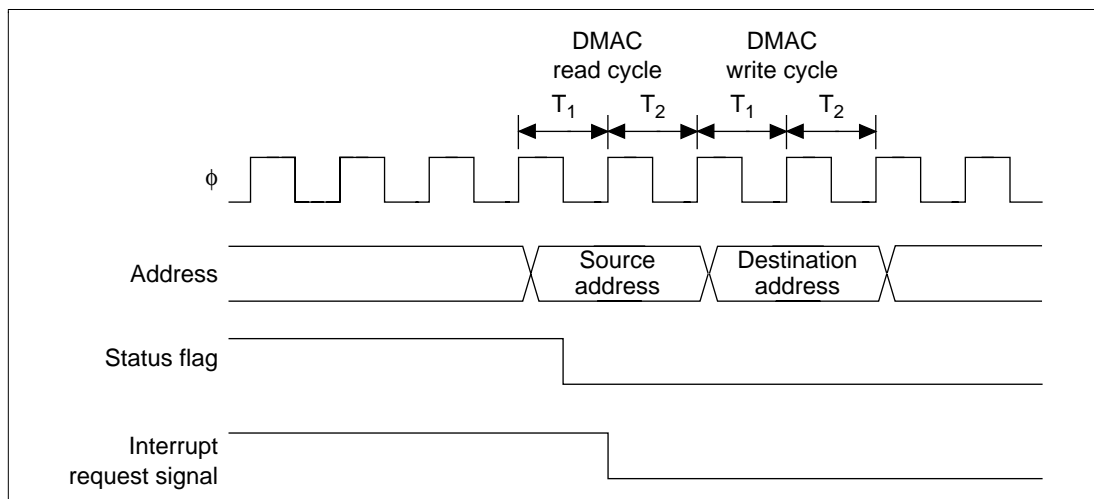 DMAC DMAC
read cycle write cycle
T1 T2 T1 T2
ϕ
Address
Source address
Destination address
Status flag
Interrupt
request signal